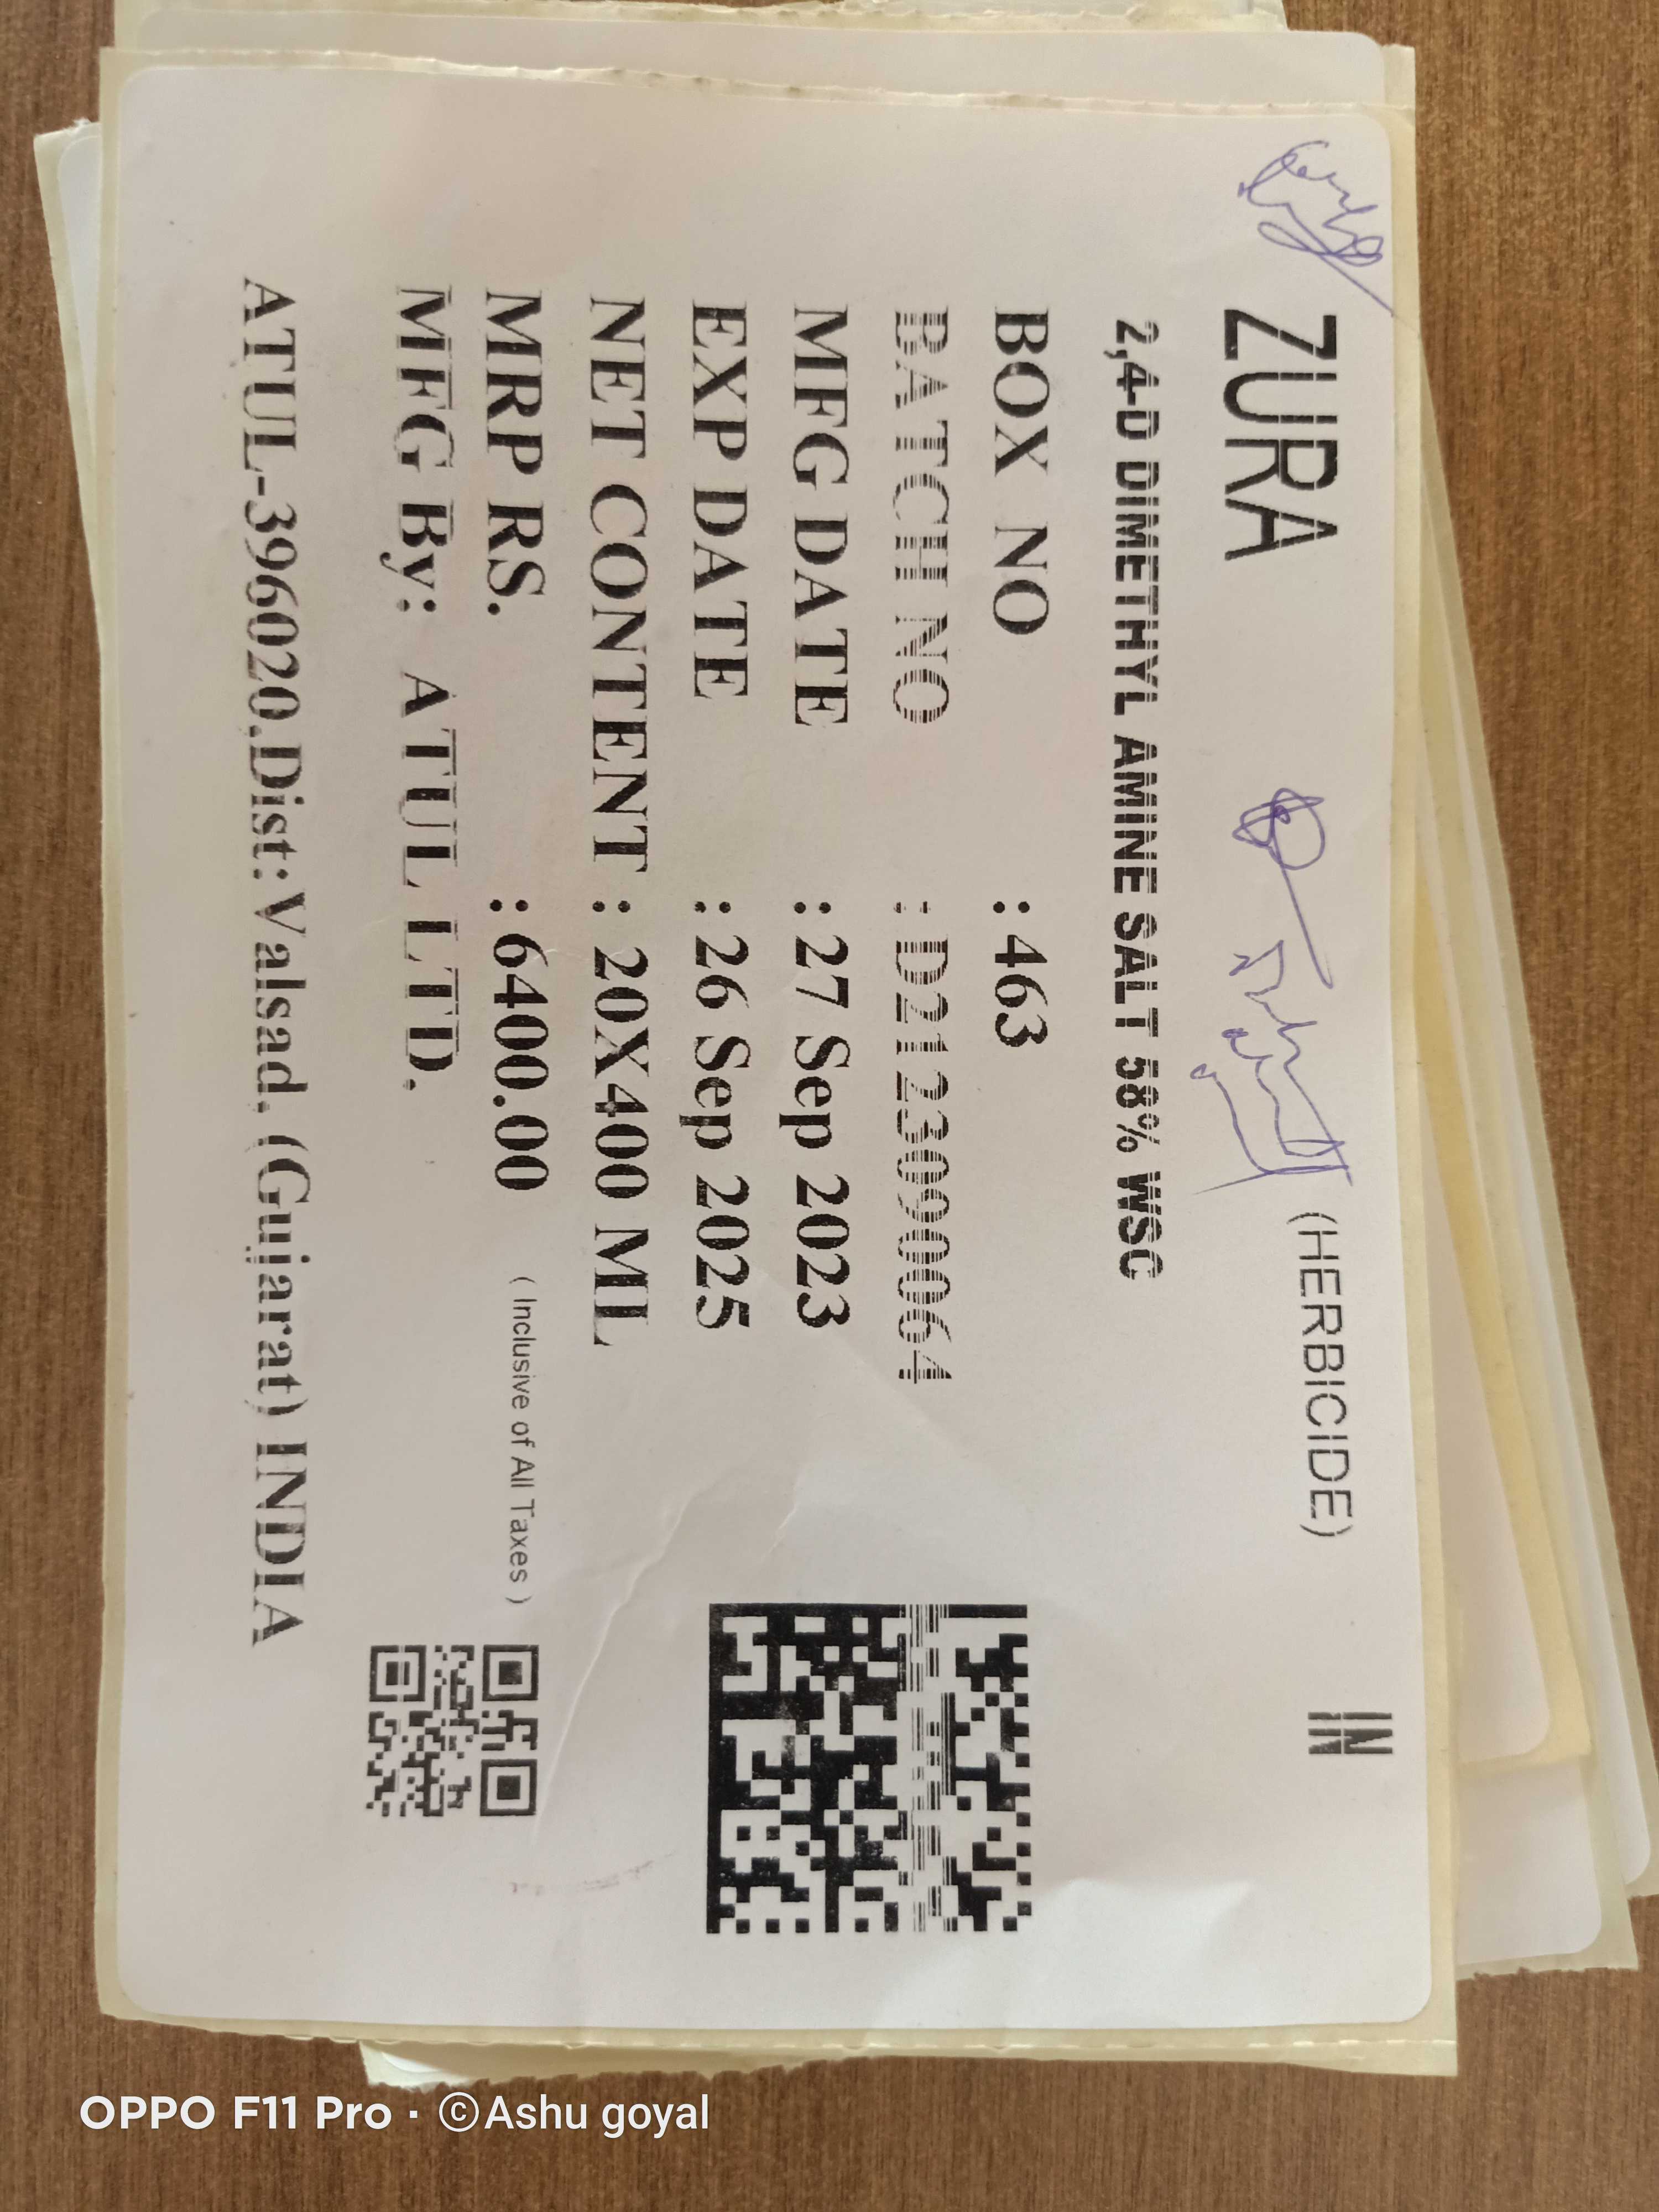 ZURA (HERBICIDE) IN
2,4-D DIMETHYL AMINE SALT 58% WSC
BOX NO : 463
BATCH NO : D2123090064
MFG DATE : 27 Sep 2023
EXP DATE : 26 Sep 2025
NET CONTENT : 20X400 ML
MRP RS. : 6400.00 ( Inclusive of All Taxes )
MFG By: ATUL LTD.
ATUL-396020.Dist:Valsad, (Gujarat) INDIA
OPPO F11 Pro · ©Ashu goyal